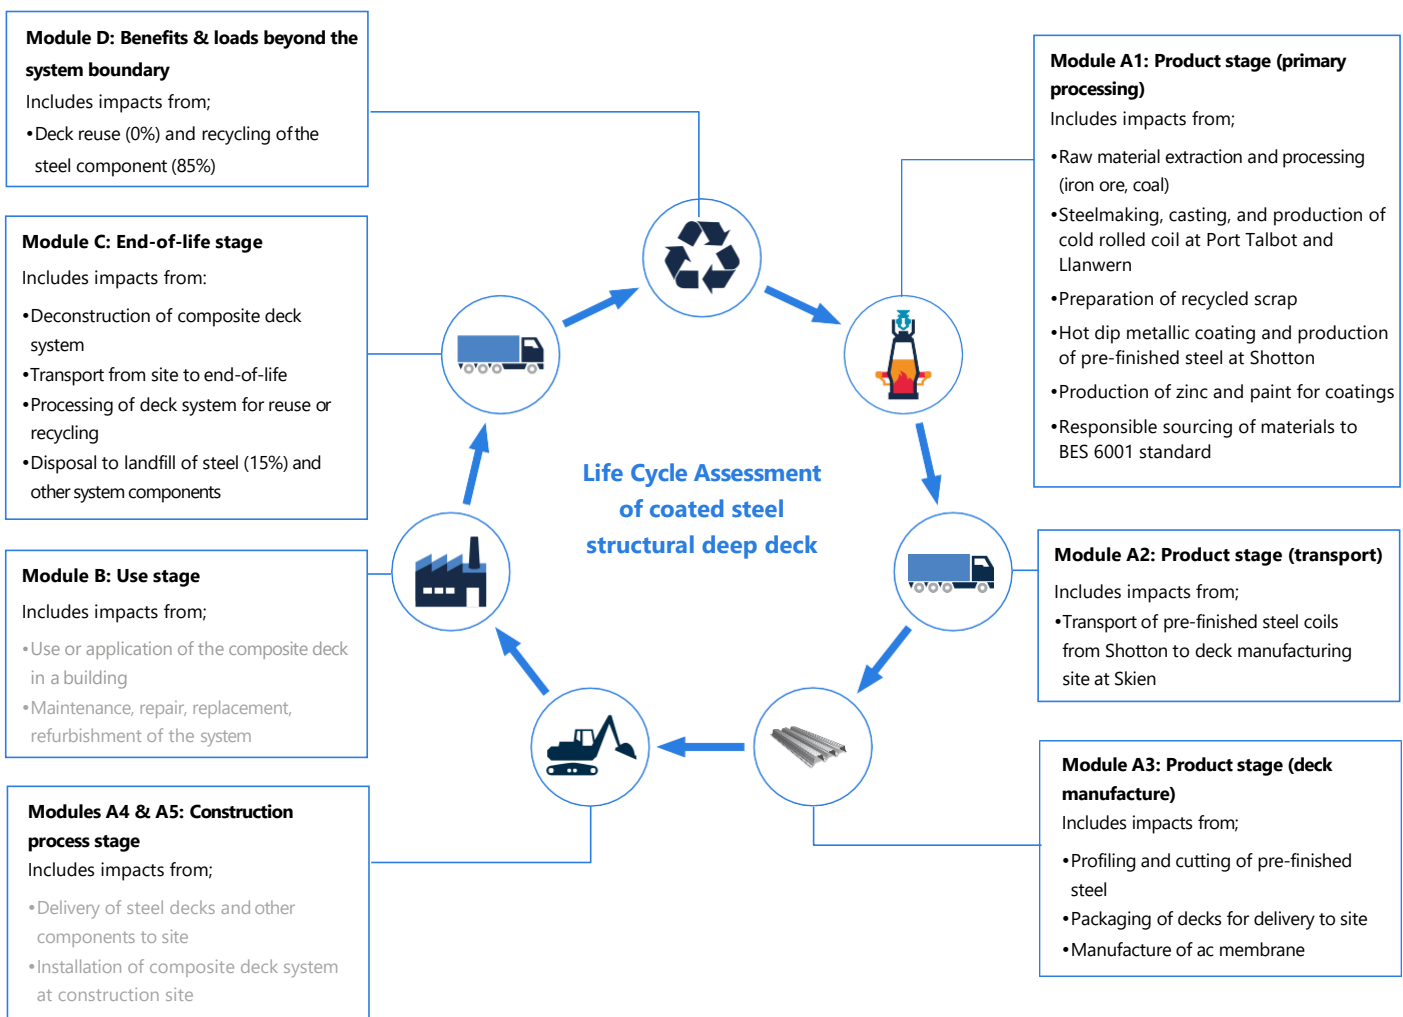 Module D: Benefits & loads beyond the
system boundary
Includes impacts from;
•Deck reuse (0%) and recycling of the
steel component (85%)
Module C: End-of-life stage
Includes impacts from:
•Deconstruction of composite deck
system
•Transport from site to end-of-life
•Processing of deck system for reuse or
recycling
•Disposal to landfill of steel (15%) and
other system components
Module B: Use stage
Includes impacts from;
•Use or application of the composite deck
in a building
•Maintenance, repair, replacement,
refurbishment of the system
Modules A4 & A5: Construction
process stage
Includes impacts from;
•Delivery of steel decks and other
components to site
•Installation of composite deck system
at construction site
Life Cycle Assessment
of coated steel
structural deep deck
Module A1: Product stage (primary
processing)
Includes impacts from;
•Raw material extraction and processing
(iron ore, coal)
•Steelmaking, casting, and production of
cold rolled coil at Port Talbot and
Llanwern
•Preparation of recycled scrap
•Hot dip metallic coating and production
of pre-finished steel at Shotton
•Production of zinc and paint for coatings
•Responsible sourcing of materials to
BES 6001 standard
Module A2: Product stage (transport)
Includes impacts from;
•Transport of pre-finished steel coils
from Shotton to deck manufacturing
site at Skien
Module A3: Product stage (deck
manufacture)
Includes impacts from;
•Profiling and cutting of pre-finished
steel
•Packaging of decks for delivery to site
•Manufacture of ac membrane